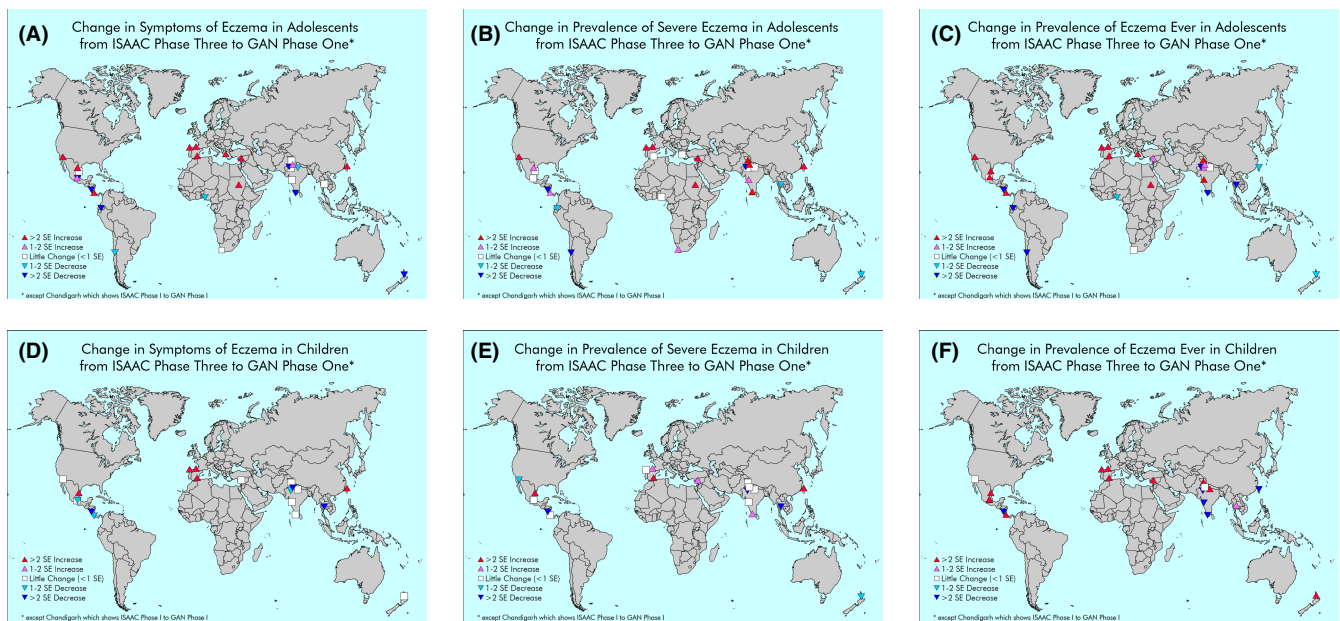 (A)
Change in Symptoms of Eczema in Adolescents
from ISAAC Phase Three to GAN Phase One*
>2 SE Increase
1-2 SE Increase
Little Change (<1 SE)
1-2 SE Decrease
>2 SE Decrease
* except Chandigarh which shows ISAAC Phase I to GAN Phase I
(B)
Change in Prevalence of Severe Eczema in Adolescents
from ISAAC Phase Three to GAN Phase One*
>2 SE Increase
1-2 SE Increase
Little Change (<1 SE)
1-2 SE Decrease
>2 SE Decrease
* except Chandigarh which shows ISAAC Phase I to GAN Phase I
(C)
Change in Prevalence of Eczema Ever in Adolescents
from ISAAC Phase Three to GAN Phase One*
>2 SE Increase
1-2 SE Increase
Little Change (<1 SE)
1-2 SE Decrease
>2 SE Decrease
* except Chandigarh which shows ISAAC Phase I to GAN Phase I
(D)
Change in Symptoms of Eczema in Children
from ISAAC Phase Three to GAN Phase One*
>2 SE Increase
1-2 SE Increase
Little Change (<1 SE)
1-2 SE Decrease
>2 SE Decrease
* except Chandigarh which shows ISAAC Phase I to GAN Phase I
(E)
Change in Prevalence of Severe Eczema in Children
from ISAAC Phase Three to GAN Phase One*
>2 SE Increase
1-2 SE Increase
Little Change (<1 SE)
1-2 SE Decrease
>2 SE Decrease
* except Chandigarh which shows ISAAC Phase I to GAN Phase I
(F)
Change in Prevalence of Eczema Ever in Children
from ISAAC Phase Three to GAN Phase One*
>2 SE Increase
1-2 SE Increase
Little Change (<1 SE)
1-2 SE Decrease
>2 SE Decrease
* except Chandigarh which shows ISAAC Phase I to GAN Phase I